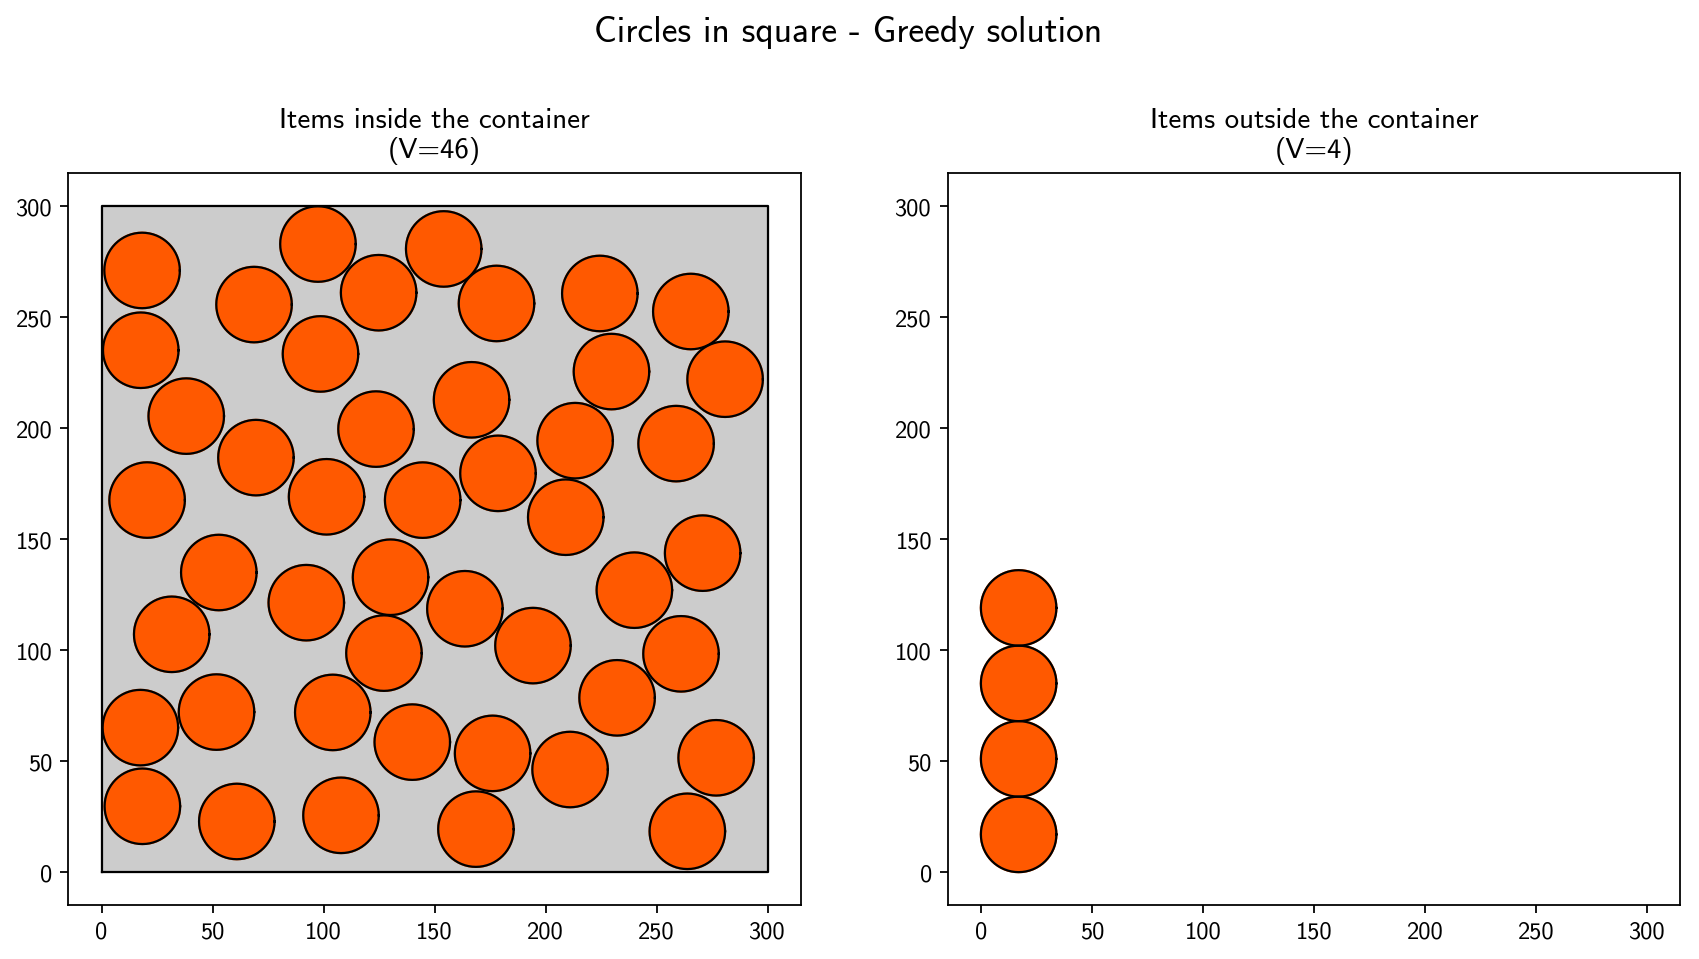 Circles in square - Greedy solution
Items inside the container
(V=46)
300
250
200
150
100
50
0
0 50 100 150 200 250 300
Items outside the container
(V=4)
300
250
200
150
100
50
0
0 50 100 150 200 250 300